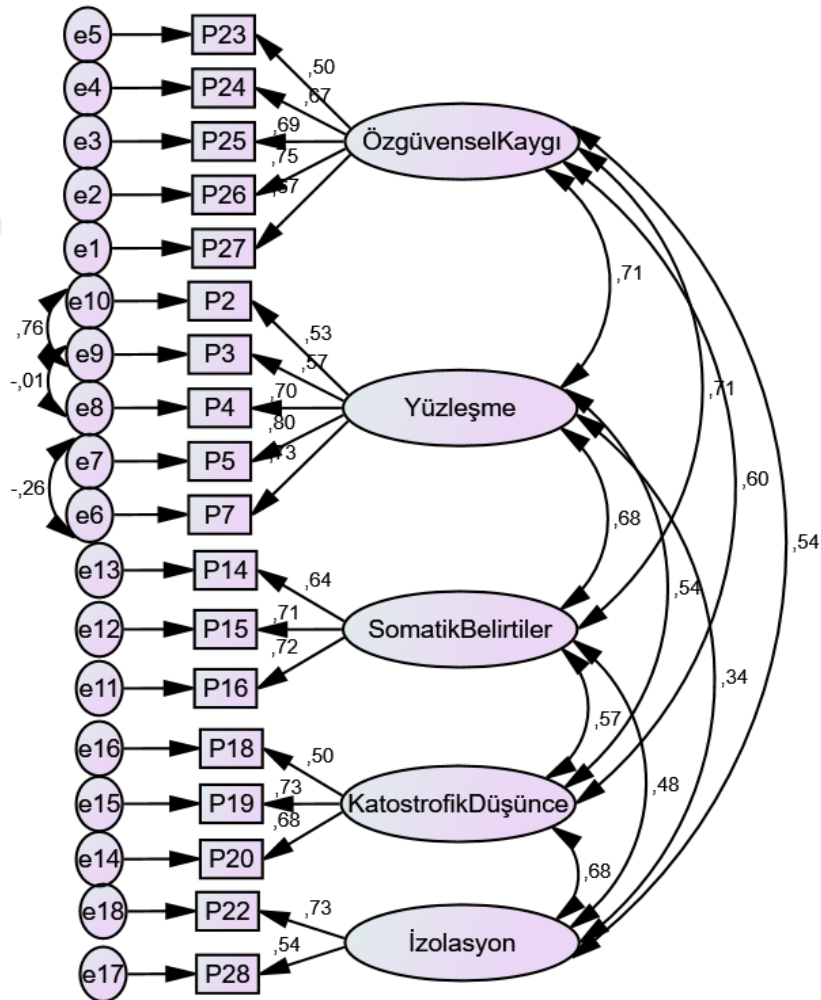 e5
P23
,50
e4
P24
,67
ÖzgüvenselKaygı
e3
P25
,69
e2
P26
,75
e1
P27
,71
e10
P2
,76
,53
e9
P3
,57
-,01
e8
P4
,70
Yüzleşme
,71
e7
P5
,80
,60
-,26
e6
P7
,73
,68
,54
e13
P14
,64
,54
e12
P15
,71
SomatikBelirtiler
e11
P16
,72
,34
,57
e16
P18
,50
e15
P19
,73
KatostrofikDüşünce
,48
e14
P20
,68
,68
e18
P22
,73
İzolasyon
e17
P28
,54